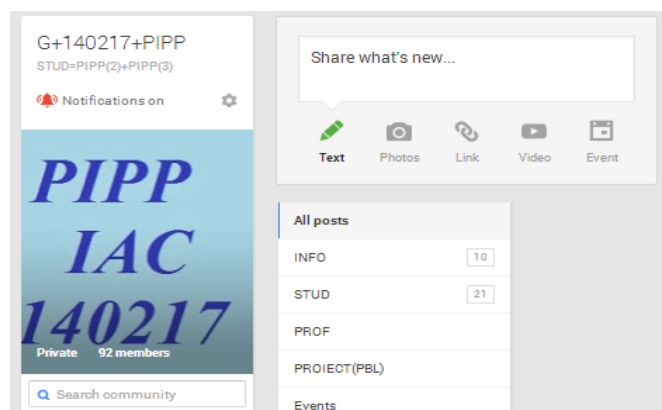 G+140217+PIPP
STUD=PIPP(2)+PIPP(3)
Notifications on
PIPP
IAC
140217
Private 92 members
Search community
Share what's new...
Text Photos Link Video Event
All posts
INFO 10
STUD 21
PROF
PROIECT(PBL)
Events